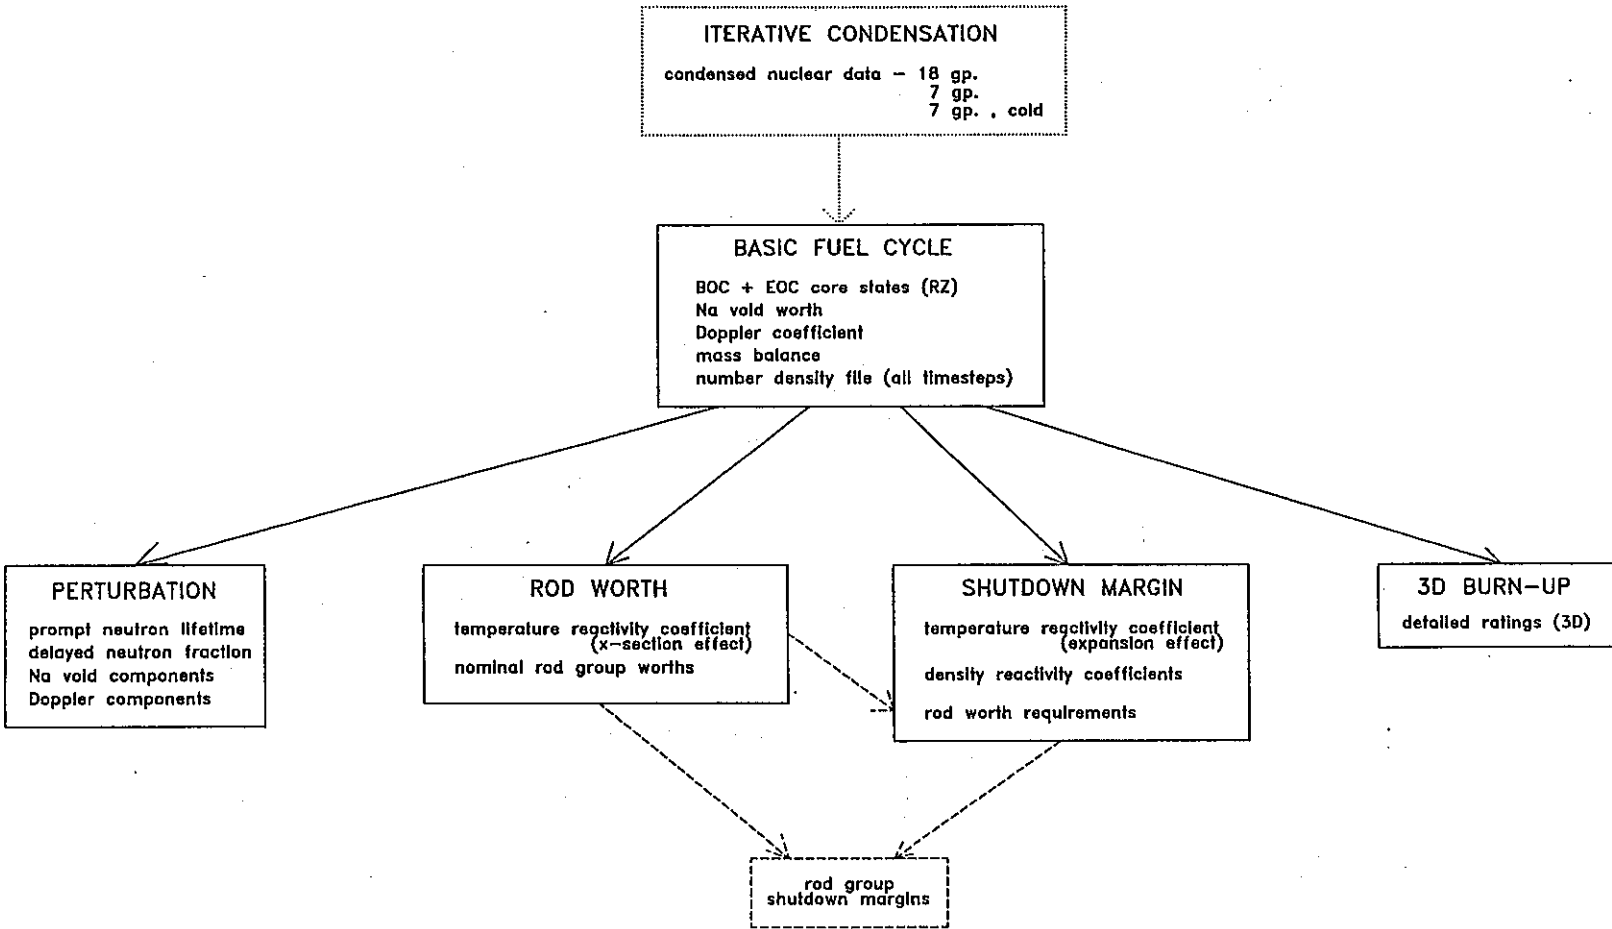 ITERATIVE CONDENSATION
condensed nuclear data – 18 gp.
7 gp.
7 gp. , cold
BASIC FUEL CYCLE
BOC + EOC core states (RZ)
Na void worth
Doppler coefficient
mass balance
number density file (all timesteps)
PERTURBATION
prompt neutron lifetime
delayed neutron fraction
Na void components
Doppler components
ROD WORTH
temperature reactivity coefficient
(x-section effect)
nominal rod group worths
SHUTDOWN MARGIN
temperature reactivity coefficient
(expansion effect)
density reactivity coefficients
rod worth requirements
3D BURN-UP
detailed ratings (3D)
rod group
shutdown margins